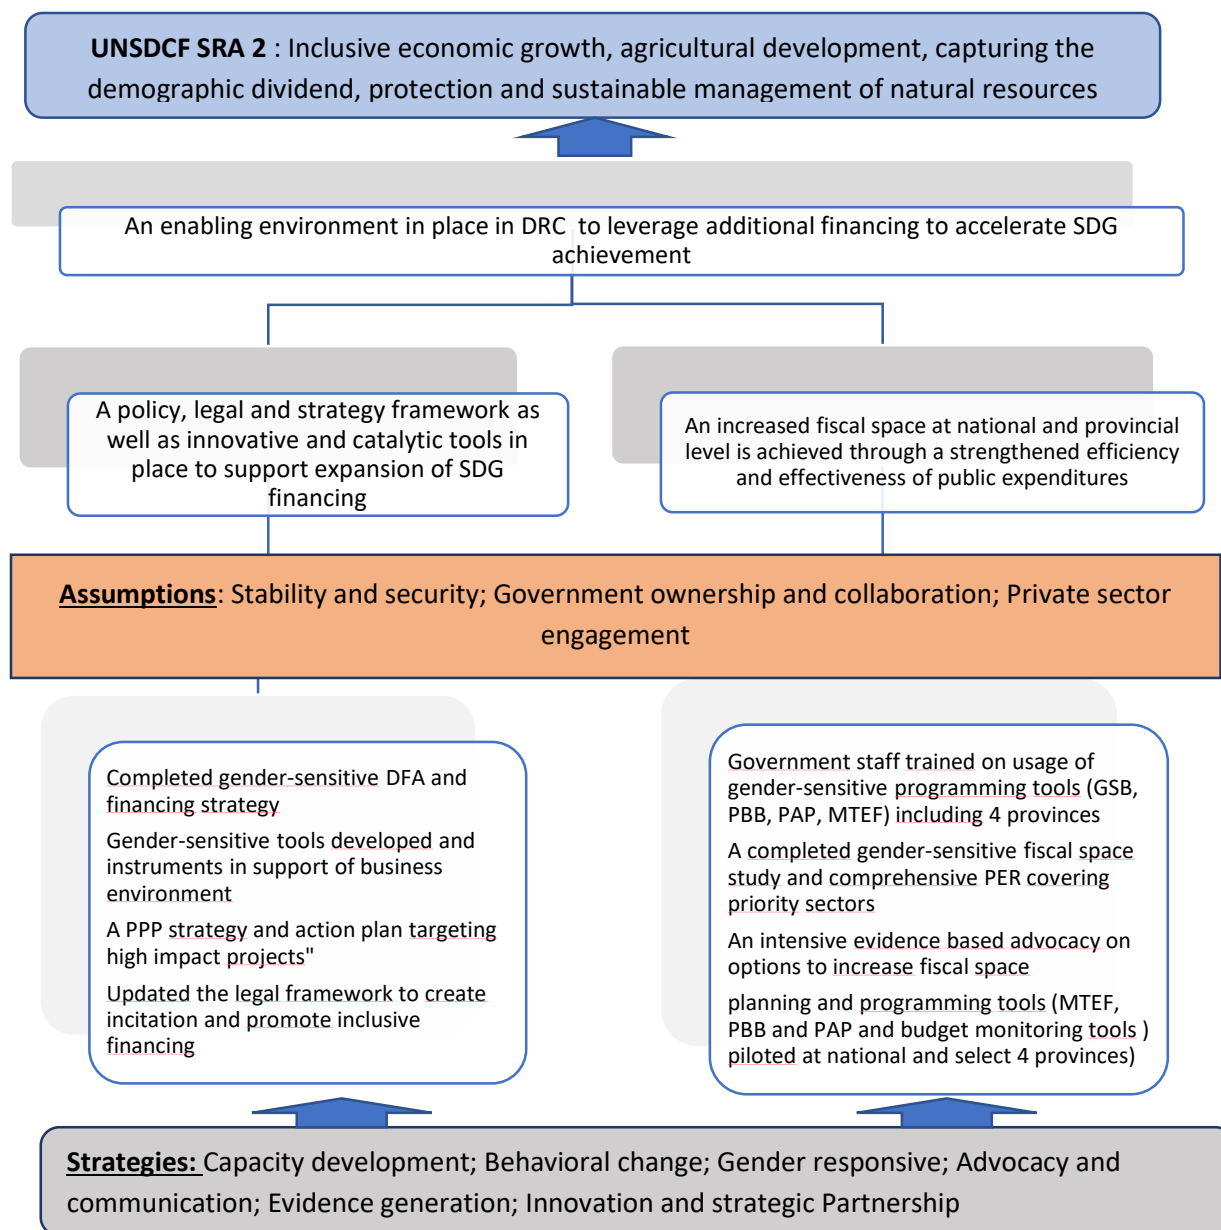 UNSDCF SRA 2 : Inclusive economic growth, agricultural development, capturing the
demographic dividend, protection and sustainable management of natural resources
An enabling environment in place in DRC to leverage additional financing to accelerate SDG
achievement
A policy, legal and strategy framework as
well as innovative and catalytic tools in
place to support expansion of SDG
financing
An increased fiscal space at national and provincial
level is achieved through a strengthened efficiency
and effectiveness of public expenditures
Assumptions: Stability and security; Government ownership and collaboration; Private sector
engagement
Completed gender-sensitive DFA and
financing strategy
Gender-sensitive tools developed and
instruments in support of business
environment
A PPP strategy and action plan targeting
high impact projects"
Updated the legal framework to create
incitation and promote inclusive
financing
Government staff trained on usage of
gender-sensitive programming tools (GSB,
PBB, PAP, MTEF) including 4 provinces
A completed gender-sensitive fiscal space
study and comprehensive PER covering
priority sectors
An intensive evidence based advocacy on
options to increase fiscal space
planning and programming tools (MTEF,
PBB and PAP and budget monitoring tools )
piloted at national and select 4 provinces)
Strategies: Capacity development; Behavioral change; Gender responsive; Advocacy and
communication; Evidence generation; Innovation and strategic Partnership